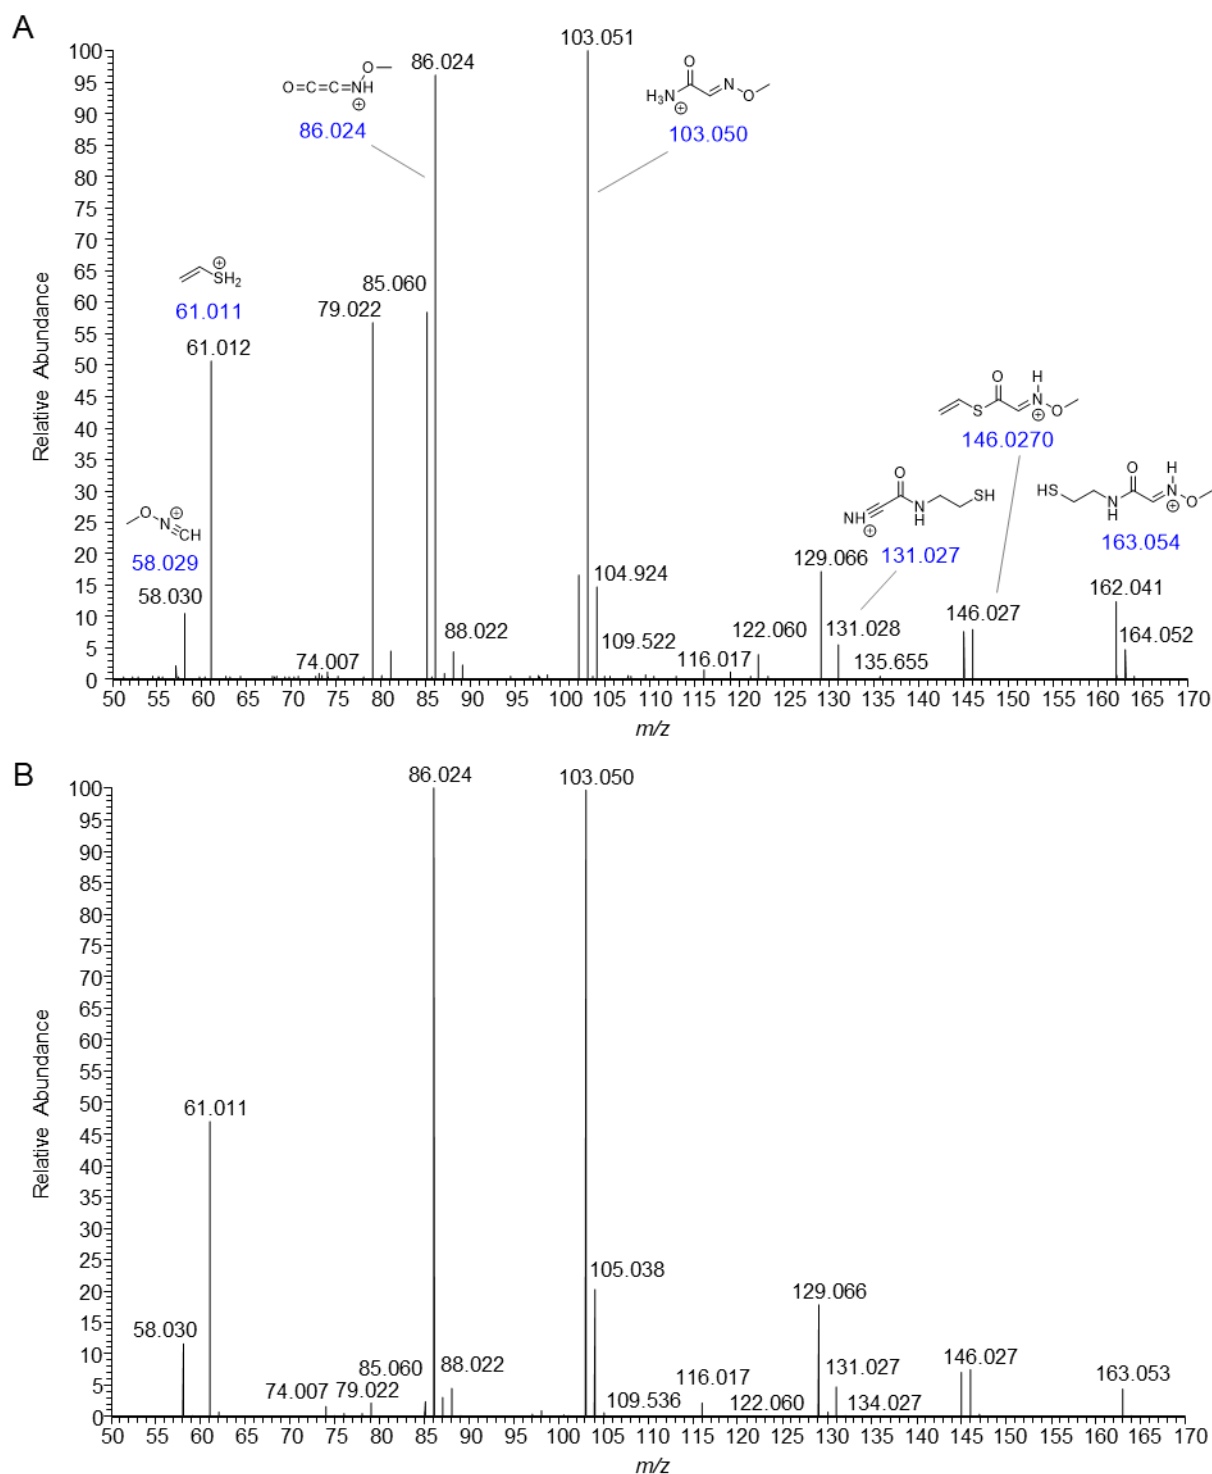 A
100
95
90
85
80
75
70
65
60
55
50
45
40
35
30
25
20
15
10
5
0
Relative Abundance
O=C=C=NH
O
⊕
86.024
86.024
103.051
O
H3N
N
O
⊕
103.050
⊕
SH2
61.011
61.012
79.022
85.060
O
N
⊕
CH
58.029
58.030
74.007
88.022
104.924
109.522
116.017
122.060
129.066
O
NH
N
H
SH
⊕
131.027
131.028
135.655
O
H
S
N
O
⊕
146.0270
146.027
HS
N
H
O
H
N
O
⊕
163.054
162.041
164.052
50 55 60 65 70 75 80 85 90 95 100 105 110 115 120 125 130 135 140 145 150 155 160 165 170
m/z
B
100
95
90
85
80
75
70
65
60
55
50
45
40
35
30
25
20
15
10
5
0
Relative Abundance
58.030
61.011
74.007
79.022
85.060
86.024
88.022
103.050
105.038
109.536
116.017
122.060
129.066
131.027
134.027
146.027
163.053
50 55 60 65 70 75 80 85 90 95 100 105 110 115 120 125 130 135 140 145 150 155 160 165 170
m/z